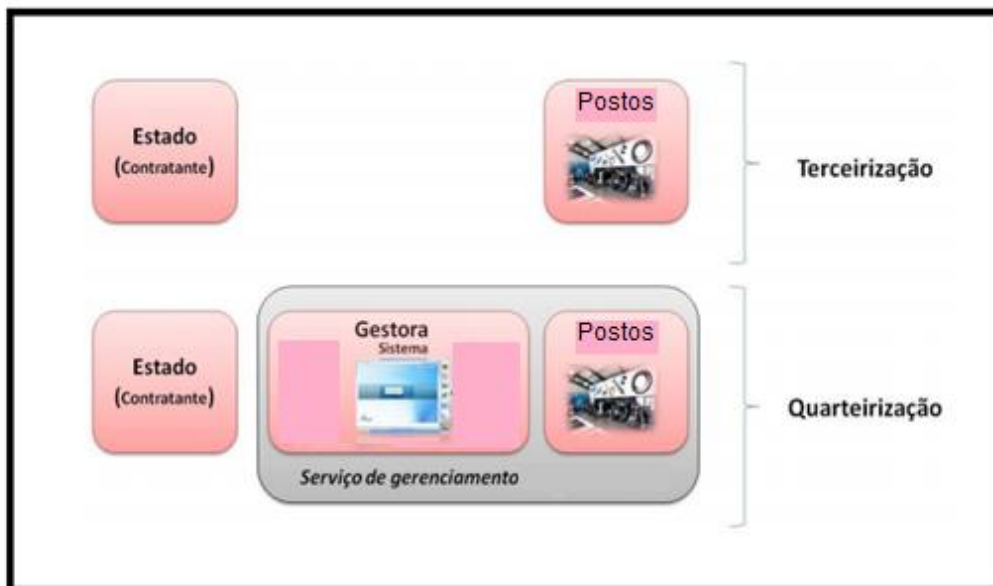 Postos
Estado
(Contratante)
Terceirização
Gestora
Sistema
Postos
Estado
(Contratante)
Quarteirização
Serviço de gerenciamento